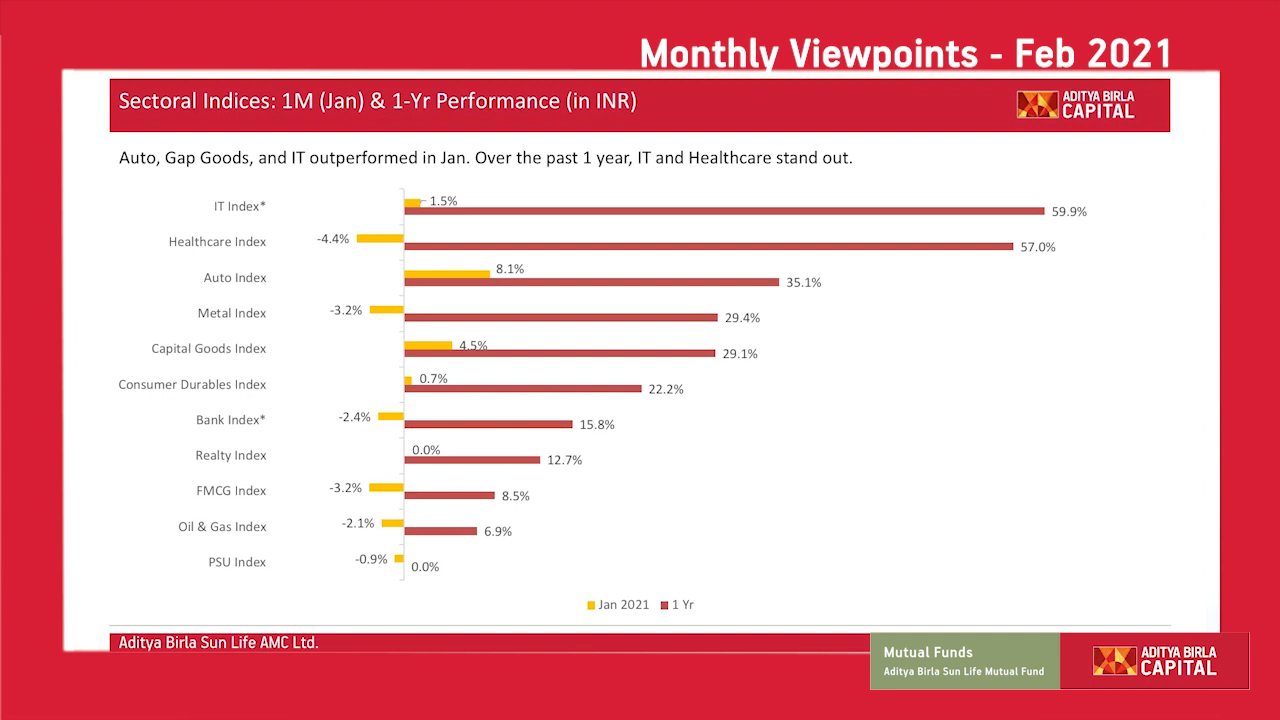 Monthly Viewpoints - Feb 2021
Sectoral Indices: 1M (Jan) & 1-Yr Performance (in INR)
ADITYA BIRLA
CAPITAL
Auto, Gap Goods, and IT outperformed in Jan. Over the past 1 year, IT and Healthcare stand out.
IT Index* 1.5% 59.9%
Healthcare Index -4.4% 57.0%
Auto Index 8.1% 35.1%
Metal Index -3.2% 29.4%
Capital Goods Index 4.5% 29.1%
Consumer Durables Index 0.7% 22.2%
Bank Index* -2.4% 15.8%
Realty Index 0.0% 12.7%
FMCG Index -3.2% 8.5%
Oil & Gas Index -2.1% 6.9%
PSU Index -0.9% 0.0%
Jan 2021 1 Yr
Aditya Birla Sun Life AMC Ltd.
Mutual Funds
Aditya Birla Sun Life Mutual Fund
ADITYA BIRLA
CAPITAL